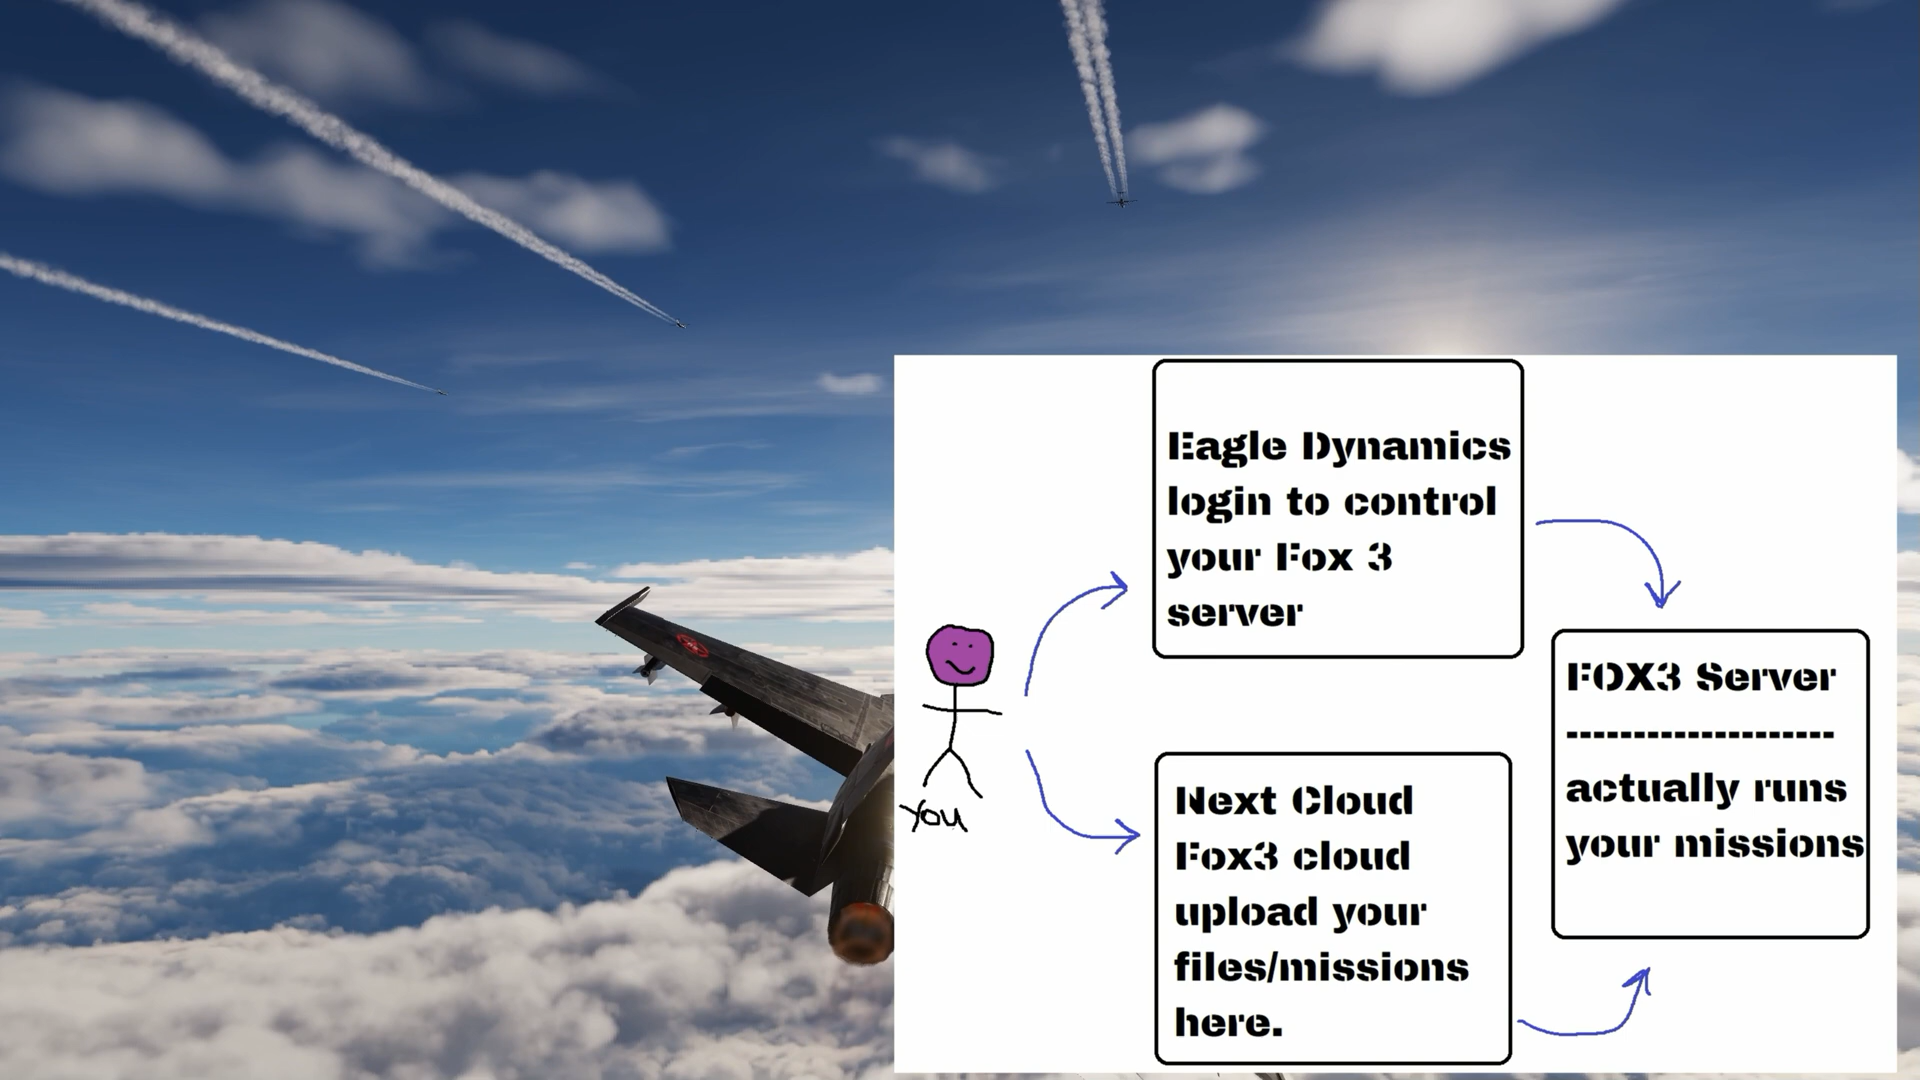 Eagle Dynamics
login to control
your Fox 3
server
FOX3 Server
--------------------
actually runs
your missions
you
Next Cloud
Fox3 cloud
upload your
files/missions
here.